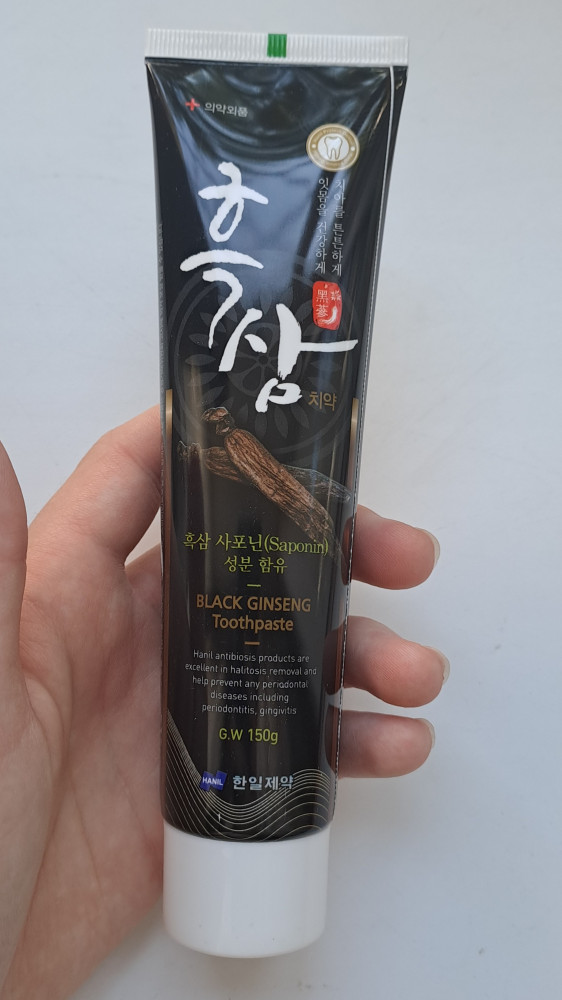 의약외품
치아를 튼튼하게
잇몸을 건강하게
黑蔘
흑삼
치약
흑삼 사포닌(Saponin)
성분 함유
BLACK GINSENG
Toothpaste
Hanil antibiosis products are
excellent in halitosis removal and
help prevent any periodontal
diseases including
periodontitis, gingivitis
G.W 150g
HANIL 한일제약